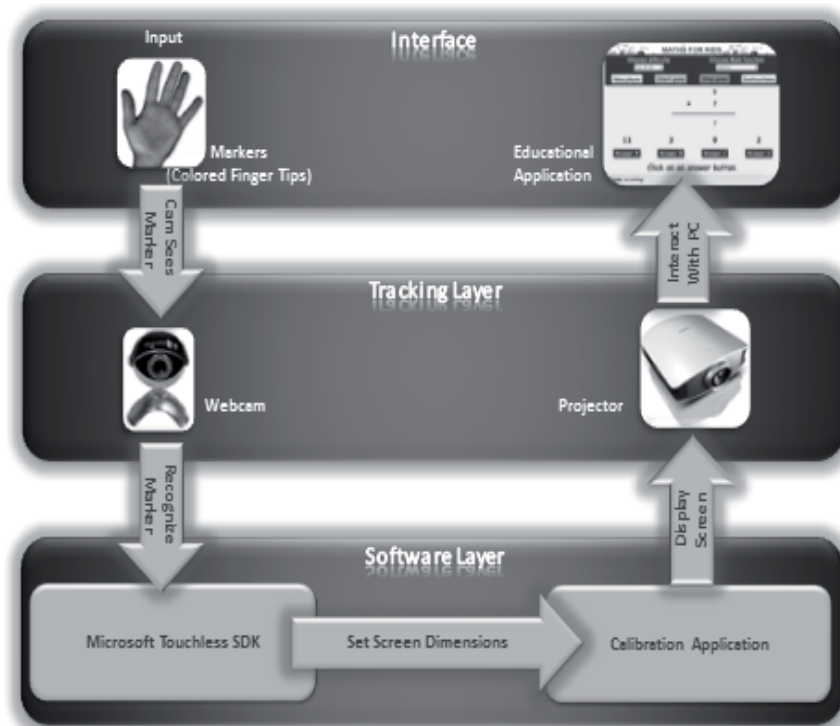 Interface
Input
MATHS FOR KIDS
Markers
(Colored Finger Tips)
Educational
Application
Click on an answer button.
Cam Sees
Marker
Interact
With PC
Tracking Layer
Webcam
Projector
Recognize
Marker
Display
Screen
Software Layer
Microsoft Touchless SDK
Set Screen Dimensions
Calibration Application